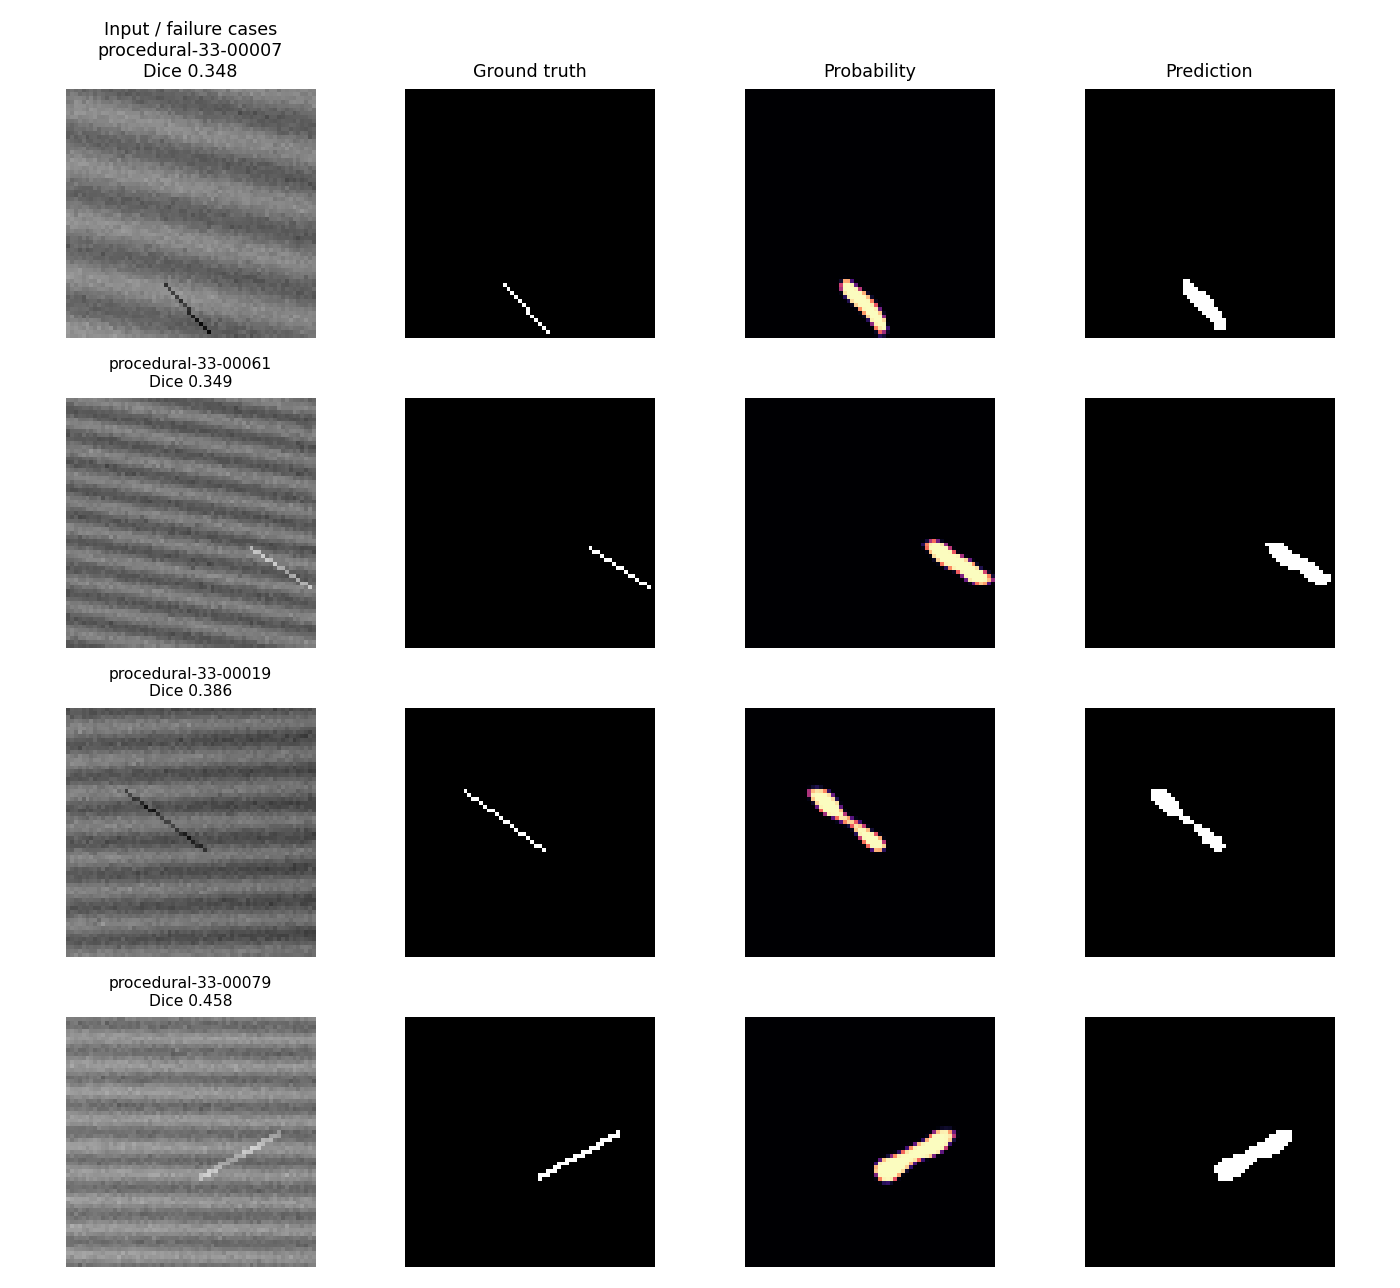 Input / failure cases
procedural-33-00007
Dice 0.348
Ground truth
Probability
Prediction
procedural-33-00061
Dice 0.349
procedural-33-00019
Dice 0.386
procedural-33-00079
Dice 0.458